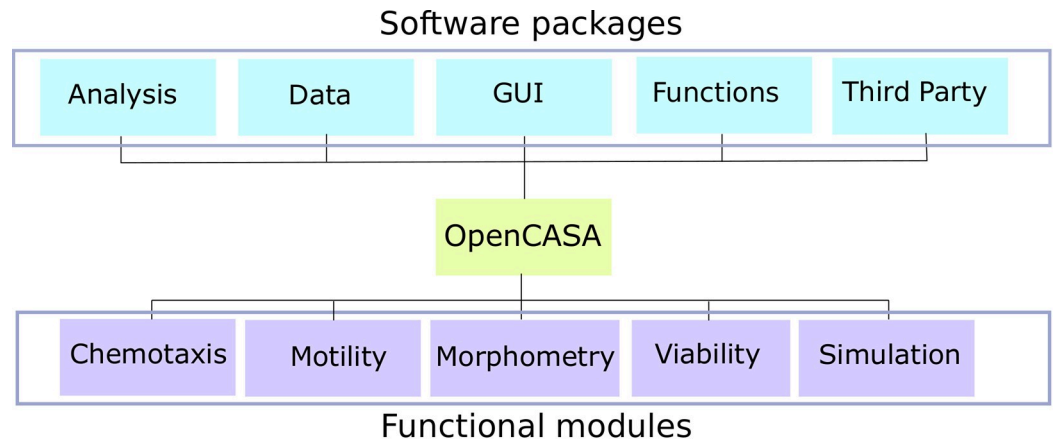 Software packages
Analysis
Data
GUI
Functions
Third Party
OpenCASA
Chemotaxis
Motility
Morphometry
Viability
Simulation
Functional modules